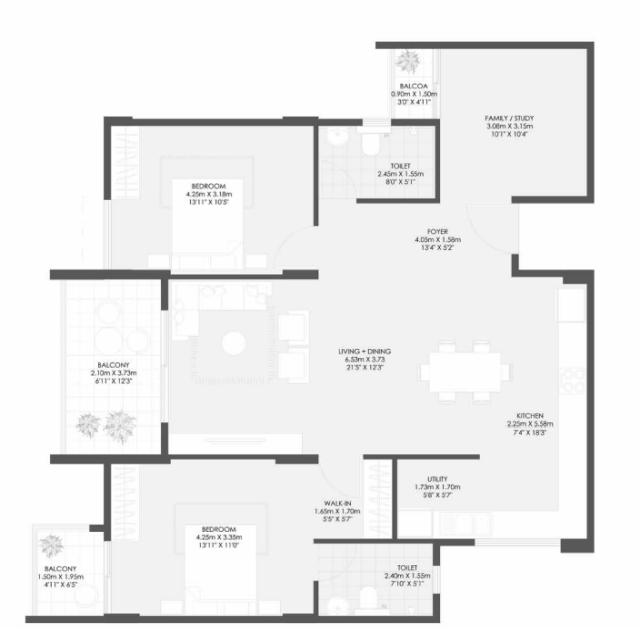 BALCOA
0.90m X 1.50m
3'0" X 4'11"
FAMILY / STUDY
3.08m X 3.15m
10'1" X 10'4"
TOILET
2.45m X 1.55m
8'0" X 5'1"
BEDROOM
4.25m X 3.18m
13'11" X 10'5"
FOYER
4.05m X 1.58m
13'4" X 5'2"
LIVING + DINING
6.53m X 3.73
21'5" X 12'3"
BALCONY
2.10m X 3.73m
6'11" X 12'3"
KITCHEN
2.25m X 5.58m
7'4" X 18'3"
UTILITY
1.73m X 1.70m
5'8" X 5'7"
WALK-IN
1.65m X 1.70m
5'5" X 5'7"
BEDROOM
4.25m X 3.35m
13'11" X 11'0"
BALCONY
1.50m X 1.95m
4'11" X 6'5"
TOILET
2.40m X 1.55m
7'10" X 5'1"